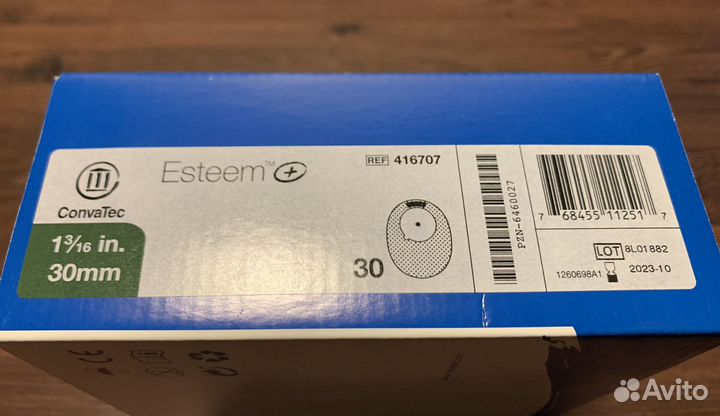 ConvaTec
Esteem™+
REF 416707
1 3/16 in.
30mm
30
PZN-6460027
7 68455 11251 7
LOT 8L01882
1260698A1
2023-10
Avito